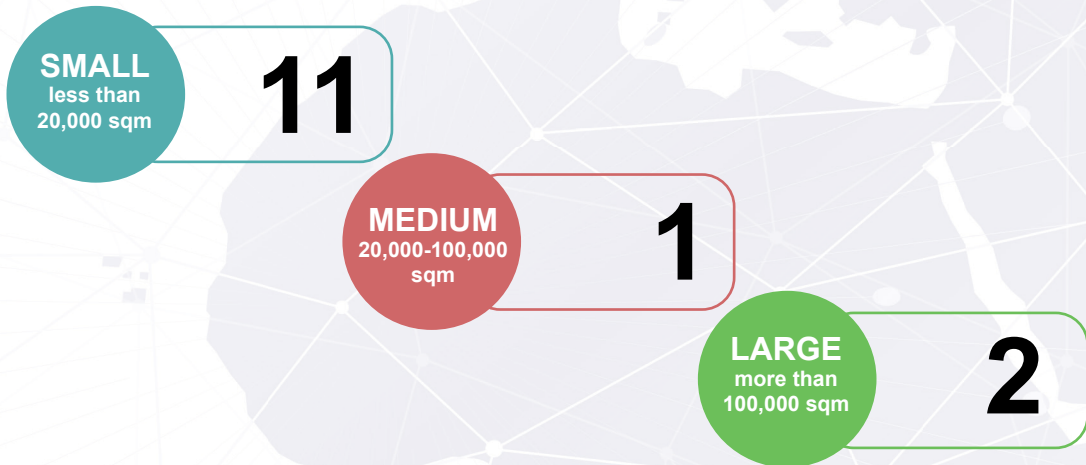 SMALL
less than
20,000 sqm
11
MEDIUM
20,000-100,000
sqm
1
LARGE
more than
100,000 sqm
2